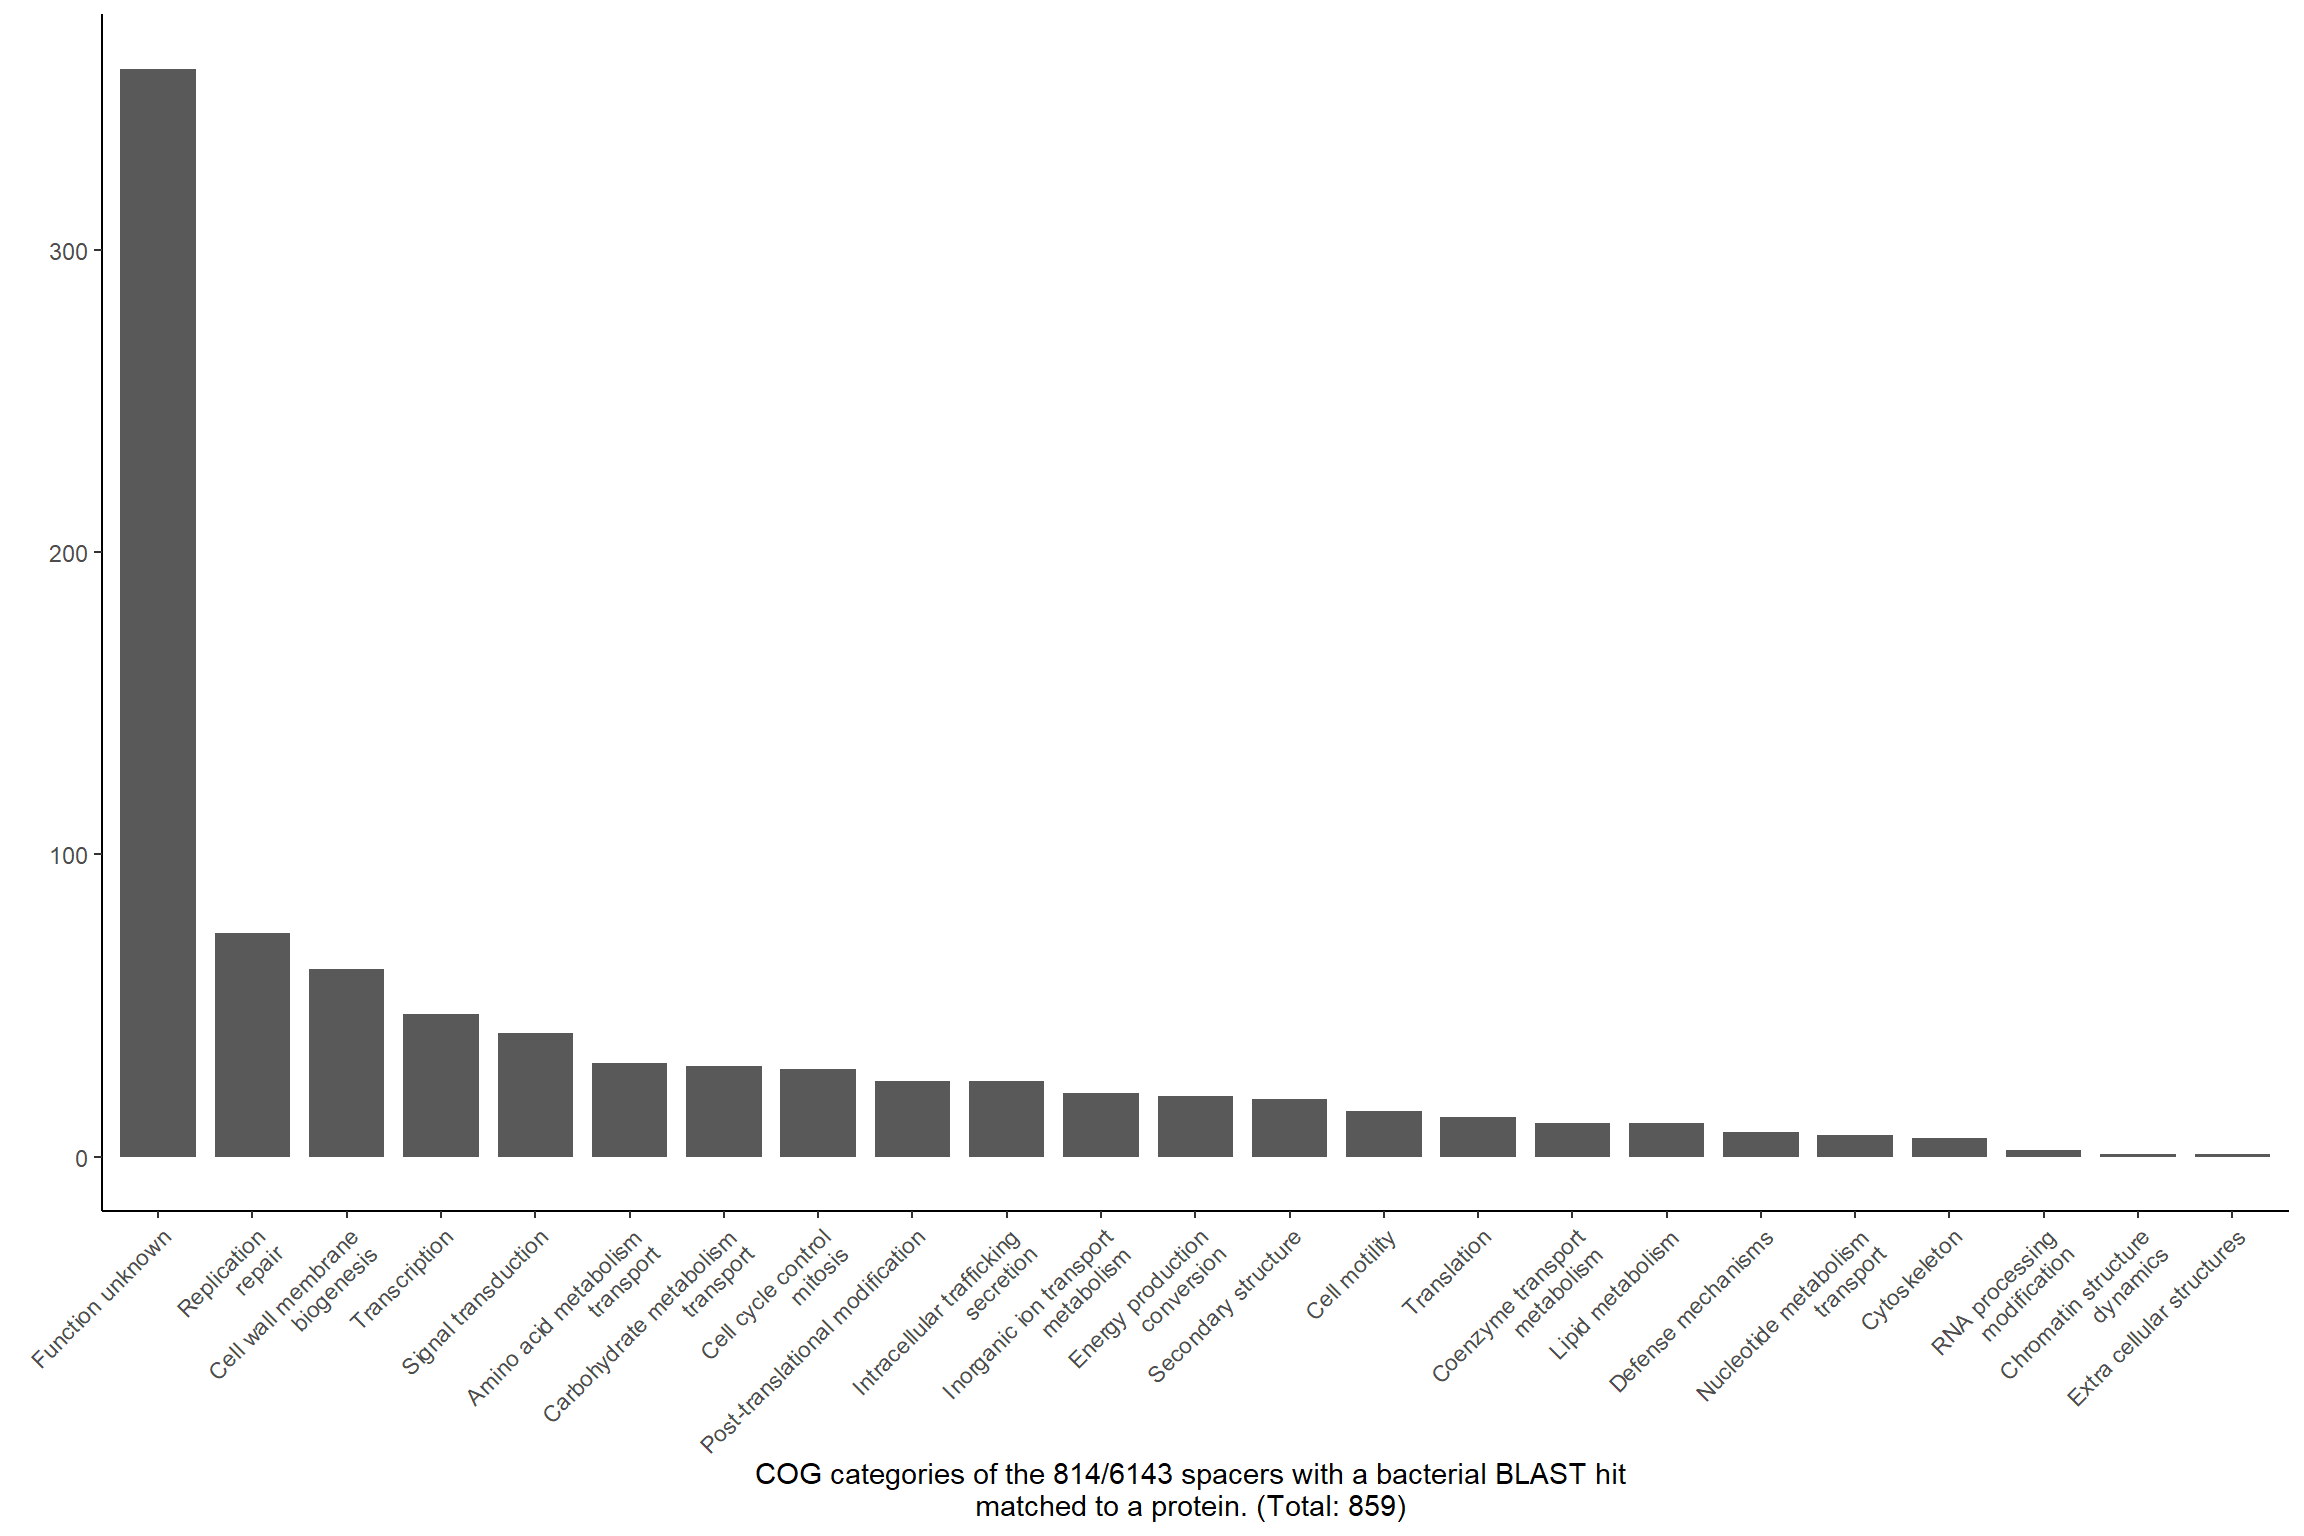 300
200
100
0
Function unknown
Replication
repair
Cell wall membrane
biogenesis
Transcription
Signal transduction
Amino acid metabolism
transport
Carbohydrate metabolism
transport
Cell cycle control
mitosis
Post-translational modification
Intracellular trafficking
secretion
Inorganic ion transport
metabolism
Energy production
conversion
Secondary structure
Cell motility
Translation
Coenzyme transport
metabolism
Lipid metabolism
Defense mechanisms
Nucleotide metabolism
transport
Cytoskeleton
RNA processing
modification
Chromatin structure
dynamics
Extra cellular structures
COG categories of the 814/6143 spacers with a bacterial BLAST hit
matched to a protein. (Total: 859)